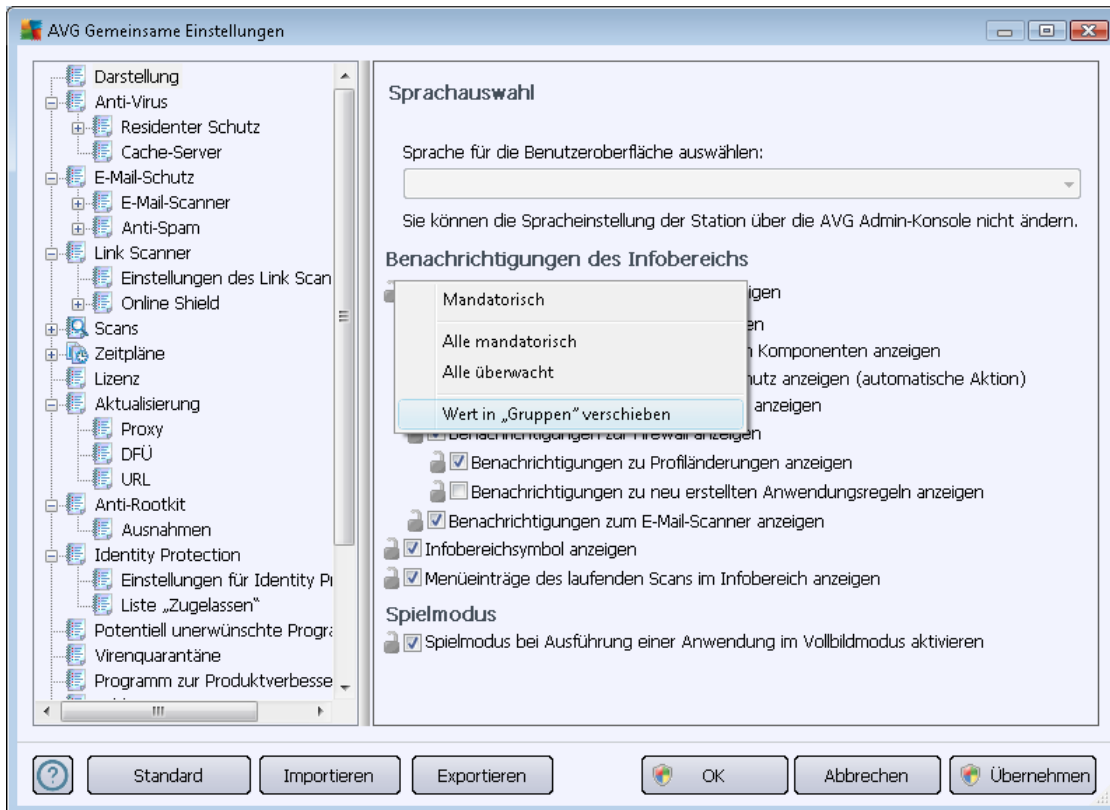 AVG Gemeinsame Einstellungen
Darstellung
Anti-Virus
Residenter Schutz
Cache-Server
E-Mail-Schutz
E-Mail-Scanner
Anti-Spam
Link Scanner
Einstellungen des Link Scan
Online Shield
Scans
Zeitpläne
Lizenz
Aktualisierung
Proxy
DFÜ
URL
Anti-Rootkit
Ausnahmen
Identity Protection
Einstellungen für Identity Pr
Liste „Zugelassen“
Potentiell unerwünschte Progra
Virenquarantäne
Programm zur Produktverbesse
Sprachauswahl
Sprache für die Benutzeroberfläche auswählen:
Sie können die Spracheinstellung der Station über die AVG Admin-Konsole nicht ändern.
Benachrichtigungen des Infobereichs
igen
en
Komponenten anzeigen
utz anzeigen (automatische Aktion)
anzeigen
Mandatorisch
Alle mandatorisch
Alle überwacht
Wert in „Gruppen“ verschieben
Benachrichtigungen zur Firewall anzeigen
Benachrichtigungen zu Profiländerungen anzeigen
Benachrichtigungen zu neu erstellten Anwendungsregeln anzeigen
Benachrichtigungen zum E-Mail-Scanner anzeigen
Infobereichsymbol anzeigen
Menüeinträge des laufenden Scans im Infobereich anzeigen
Spielmodus
Spielmodus bei Ausführung einer Anwendung im Vollbildmodus aktivieren
Standard
Importieren
Exportieren
OK
Abbrechen
Übernehmen